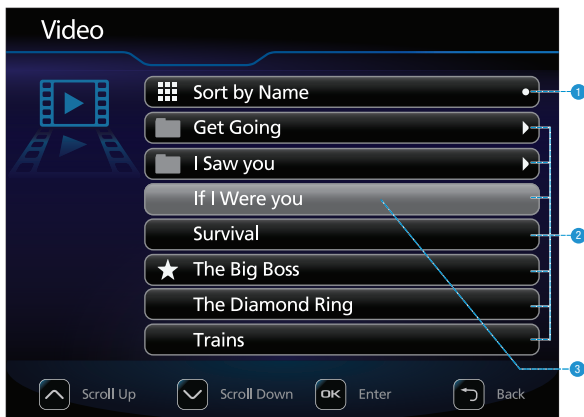 Video
Sort by Name
1
Get Going
I Saw you
If I Were you
Survival
2
The Big Boss
The Diamond Ring
Trains
3
Scroll Up
Scroll Down
OK Enter
Back